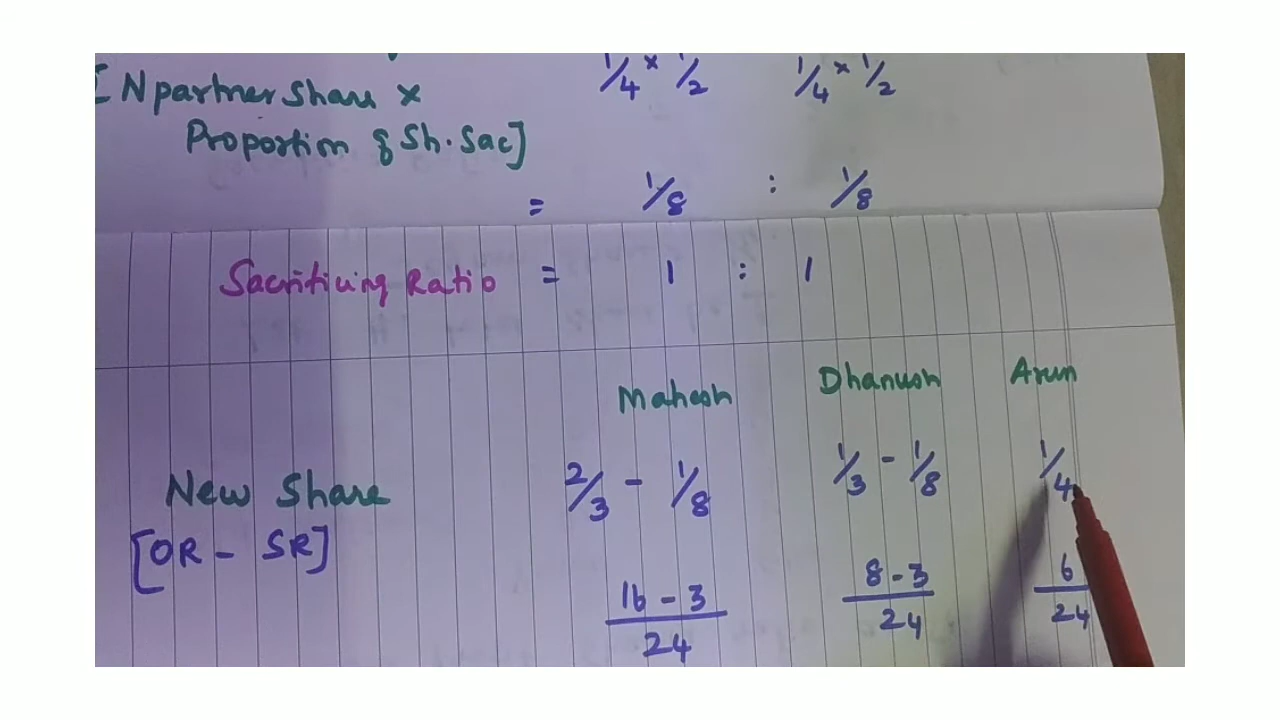 1/4 × 1/2 1/4 × 1/2
[N partner Share ×
Proportion of Sh. Sac]
= 1/8 : 1/8
Sacrificing Ratio = 1 : 1
Mahesh Dhanush Arun
New Share 2/3 - 1/8 1/3 - 1/8 1/4
[OR - SR]
16 - 3 8 - 3 6
24 24 24